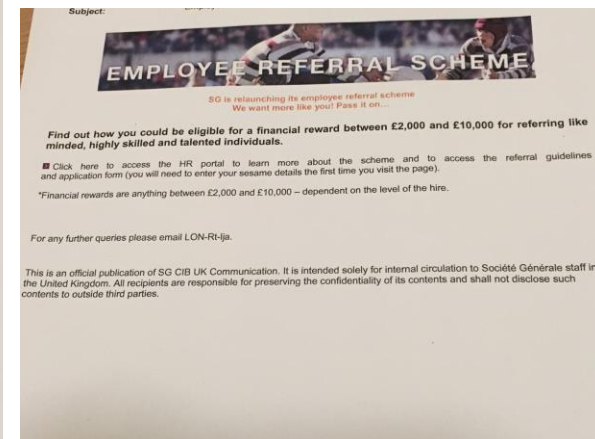 Subject:
EMPLOYEE REFERRAL SCHEME
SG is relaunching its employee referral scheme
We want more like you! Pass it on...
Find out how you could be eligible for a financial reward between £2,000 and £10,000 for referring like
minded, highly skilled and talented individuals.
Click here to access the HR portal to learn more about the scheme and to access the referral guidelines
and application form (you will need to enter your sesame details the first time you visit the page).
*Financial rewards are anything between £2,000 and £10,000 – dependent on the level of the hire.
For any further queries please email LON-Rt-Ija.
This is an official publication of SG CIB UK Communication. It is intended solely for internal circulation to Société Générale staff in
the United Kingdom. All recipients are responsible for preserving the confidentiality of its contents and shall not disclose such
contents to outside third parties.